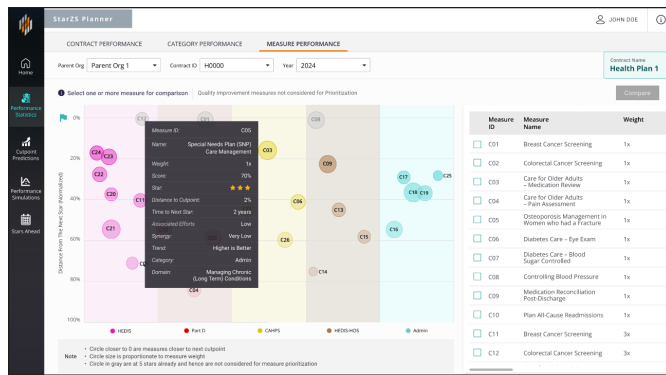 StarZS Planner
JOHN DOE
CONTRACT PERFORMANCE
CATEGORY PERFORMANCE
MEASURE PERFORMANCE
Parent Org
Parent Org 1
Contract ID
H0000
Year
2024
Contract Name
Health Plan 1
Home
Performance Statistics
Cutpoint Predictions
Performance Simulations
Stars Ahead
Select one or more measure for comparison
Quality improvement measures not considered for Prioritization
Compare
Distance From The Next Star (Normalized)
0%
20%
40%
60%
80%
100%
C12
C01
C08
C24
C23
C22
C20
C11
C21
C04
C03
C09
C06
C13
C26
C15
C14
C17
C25
C18
C19
C16
Measure ID: C05
Name: Special Needs Plan (SNP)
Care Management
Weight: 1x
Score: 70%
Star: ★ ★ ★
Distance to Cutpoint: 2%
Time to Next Star: 2 years
Associated Efforts Low
Synergy: Very Low
Trend: Higher is Better
Category: Admin
Domain: Managing Chronic
(Long Term) Conditions
HEDIS
Part D
CAHPS
HEDIS-HOS
Admin
Note
• Circle closer to 0 are measures closer to next cutpoint
• Circle size is proportionate to measure weight
• Circle in gray are at 5 stars already and hence are not considered for measure prioritization
Measure ID
Measure Name
Weight
C01 Breast Cancer Screening 1x
C02 Colorectal Cancer Screening 1x
C03 Care for Older Adults
– Medication Review 1x
C04 Care for Older Adults
– Pain Assessment 1x
C05 Osteoporosis Management in
Women who had a Fracture 1x
C06 Diabetes Care – Eye Exam 1x
C07 Diabetes Care – Blood
Sugar Controlled 1x
C08 Controlling Blood Pressure 1x
C09 Medication Reconciliation
Post-Discharge 1x
C10 Plan All-Cause Readmissions 1x
C11 Breast Cancer Screening 3x
C12 Colorectal Cancer Screening 3x